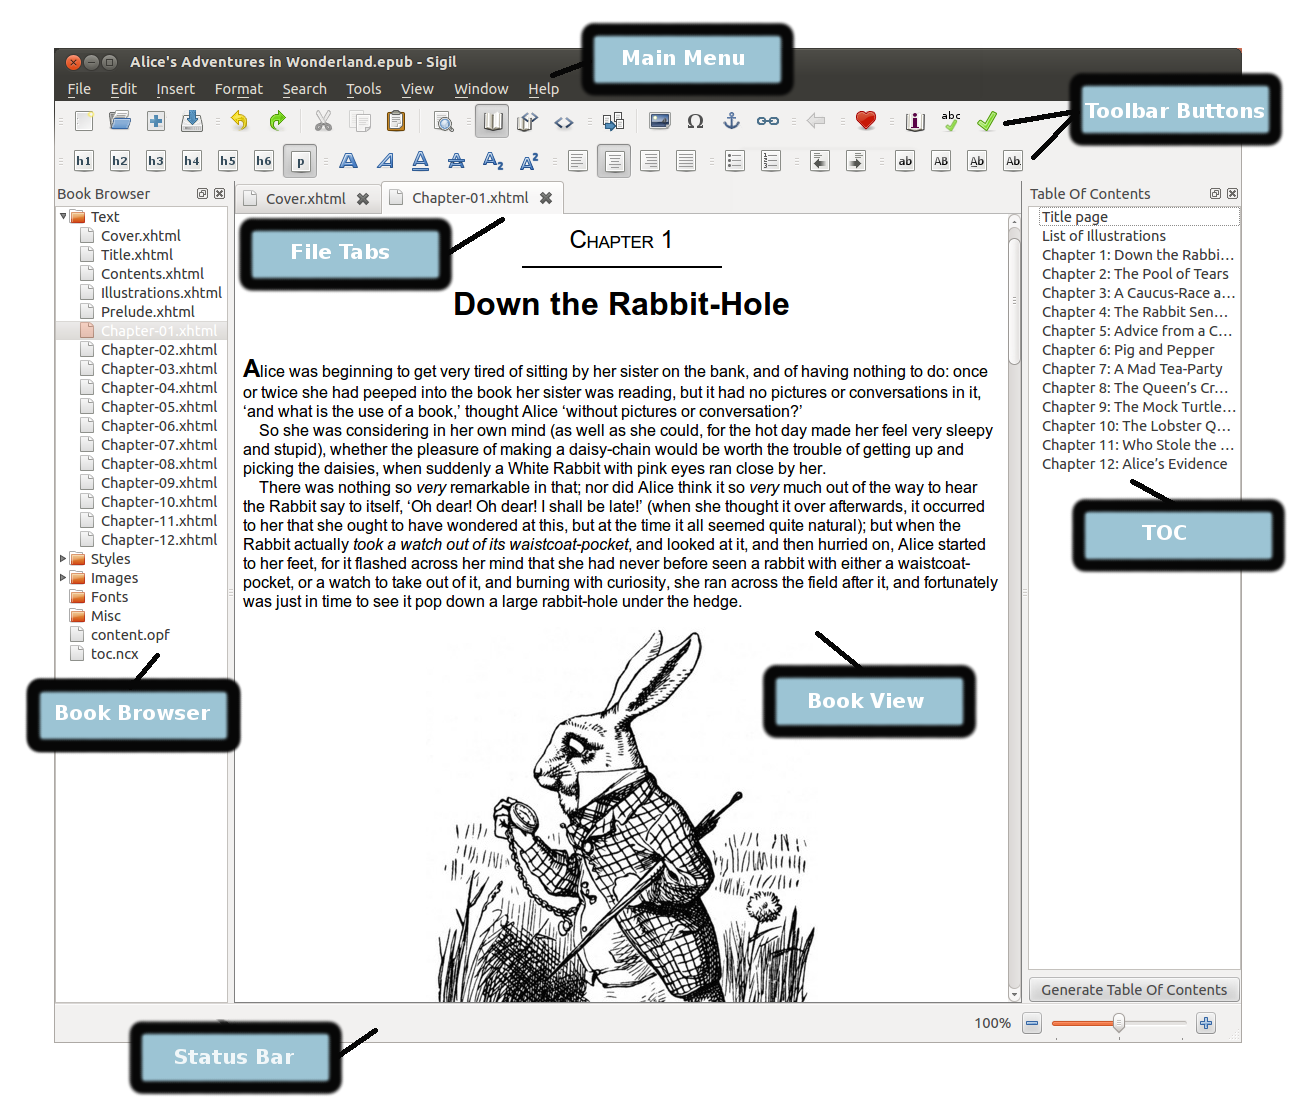 Main Menu
Alice's Adventures in Wonderland.epub - Sigil
File Edit Insert Format Search Tools View Window Help
Toolbar Buttons
abc
h1 h2 h3 h4 h5 h6 p A A A A A2 A2 ab AB Ab Ab
Book Browser
Text
Cover.xhtml
Title.xhtml
Contents.xhtml
Illustrations.xhtml
Prelude.xhtml
Chapter-01.xhtml
Chapter-02.xhtml
Chapter-03.xhtml
Chapter-04.xhtml
Chapter-05.xhtml
Chapter-06.xhtml
Chapter-07.xhtml
Chapter-08.xhtml
Chapter-09.xhtml
Chapter-10.xhtml
Chapter-11.xhtml
Chapter-12.xhtml
Styles
Images
Fonts
Misc
content.opf
toc.ncx
Book Browser
Cover.xhtml Chapter-01.xhtml
File Tabs
CHAPTER 1
Down the Rabbit-Hole
Alice was beginning to get very tired of sitting by her sister on the bank, and of having nothing to do: once
or twice she had peeped into the book her sister was reading, but it had no pictures or conversations in it,
‘and what is the use of a book,’ thought Alice ‘without pictures or conversation?’
So she was considering in her own mind (as well as she could, for the hot day made her feel very sleepy
and stupid), whether the pleasure of making a daisy-chain would be worth the trouble of getting up and
picking the daisies, when suddenly a White Rabbit with pink eyes ran close by her.
There was nothing so very remarkable in that; nor did Alice think it so very much out of the way to hear
the Rabbit say to itself, ‘Oh dear! Oh dear! I shall be late!’ (when she thought it over afterwards, it occurred
to her that she ought to have wondered at this, but at the time it all seemed quite natural); but when the
Rabbit actually took a watch out of its waistcoat-pocket, and looked at it, and then hurried on, Alice started
to her feet, for it flashed across her mind that she had never before seen a rabbit with either a waistcoat-
pocket, or a watch to take out of it, and burning with curiosity, she ran across the field after it, and fortunately
was just in time to see it pop down a large rabbit-hole under the hedge.
Book View
Table Of Contents
Title page
List of Illustrations
Chapter 1: Down the Rabbi...
Chapter 2: The Pool of Tears
Chapter 3: A Caucus-Race a...
Chapter 4: The Rabbit Sen...
Chapter 5: Advice from a C...
Chapter 6: Pig and Pepper
Chapter 7: A Mad Tea-Party
Chapter 8: The Queen’s Cr...
Chapter 9: The Mock Turtle...
Chapter 10: The Lobster Q...
Chapter 11: Who Stole the ...
Chapter 12: Alice’s Evidence
TOC
Generate Table Of Contents
100%
Status Bar